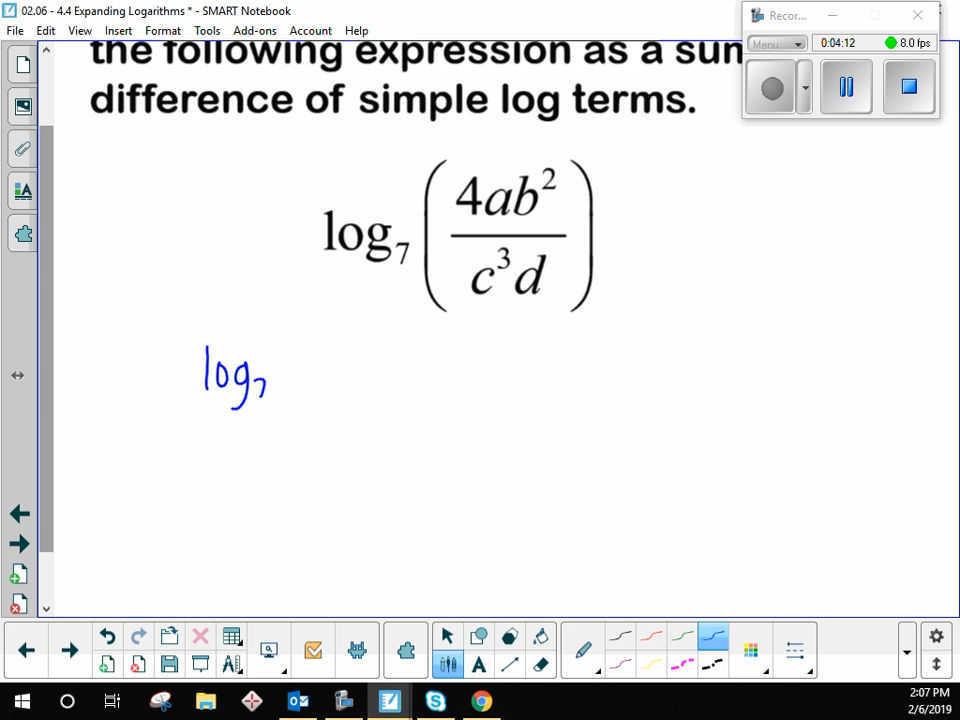 02.06 - 4.4 Expanding Logarithms * - SMART Notebook
File Edit View Insert Format Tools Add-ons Account Help
Recor...
Menu
0:04:12
8.0 fps
the following expression as a sum
difference of simple log terms.
log₇ (4ab² / c³d)
log₇
2:07 PM
2/6/2019